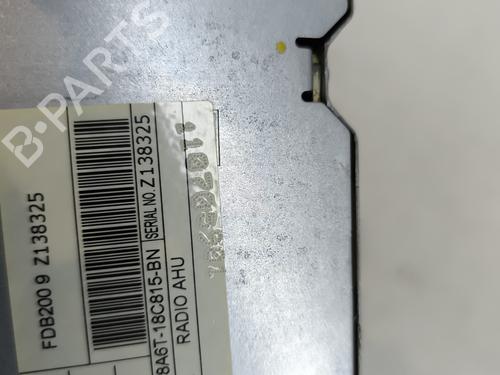 B-PARTS
FDB200 9 Z138325
SERIAL NO. Z138325
8A6T-18C815-BN
RADIO AHU